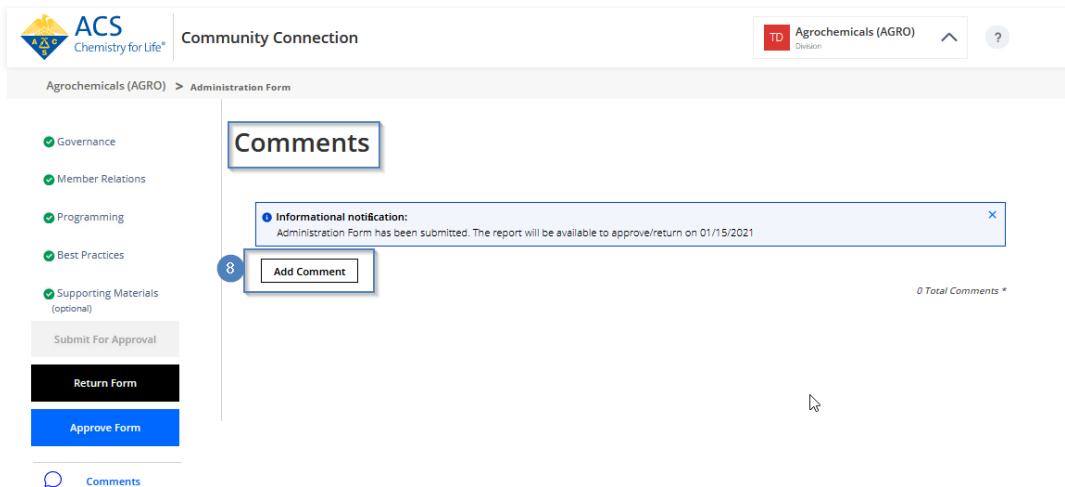 ACS
Chemistry for Life®
A C S
Community Connection
TD
Agrochemicals (AGRO)
Division
?
Agrochemicals (AGRO) > Administration Form
Governance
Member Relations
Programming
Best Practices
Supporting Materials
(optional)
Submit For Approval
Return Form
Approve Form
Comments
Comments
Informational notification:
Administration Form has been submitted. The report will be available to approve/return on 01/15/2021
8
Add Comment
0 Total Comments *